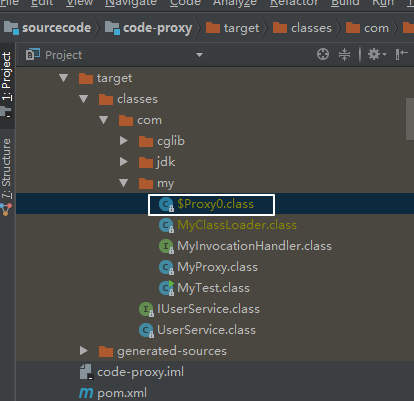 File Edit View Navigate Code Analyze Refactor Build Run T
sourcecode code-proxy target classes com
Project
1: Project
7: Structure
target
classes
com
cglib
jdk
my
$Proxy0.class
MyClassLoader.class
MyInvocationHandler.class
MyProxy.class
MyTest.class
IUserService.class
UserService.class
generated-sources
code-proxy.iml
pom.xml